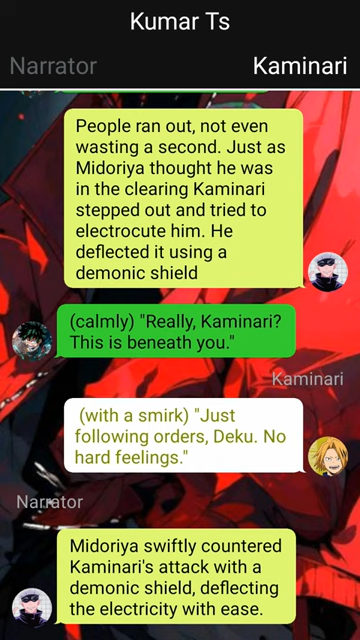 Kumar Ts
Narrator
Kaminari
People ran out, not even
wasting a second. Just as
Midoriya thought he was
in the clearing Kaminari
stepped out and tried to
electrocute him. He
deflected it using a
demonic shield
(calmly) "Really, Kaminari?
This is beneath you."
Kaminari
(with a smirk) "Just
following orders, Deku. No
hard feelings."
Narrator
Midoriya swiftly countered
Kaminari's attack with a
demonic shield, deflecting
the electricity with ease.